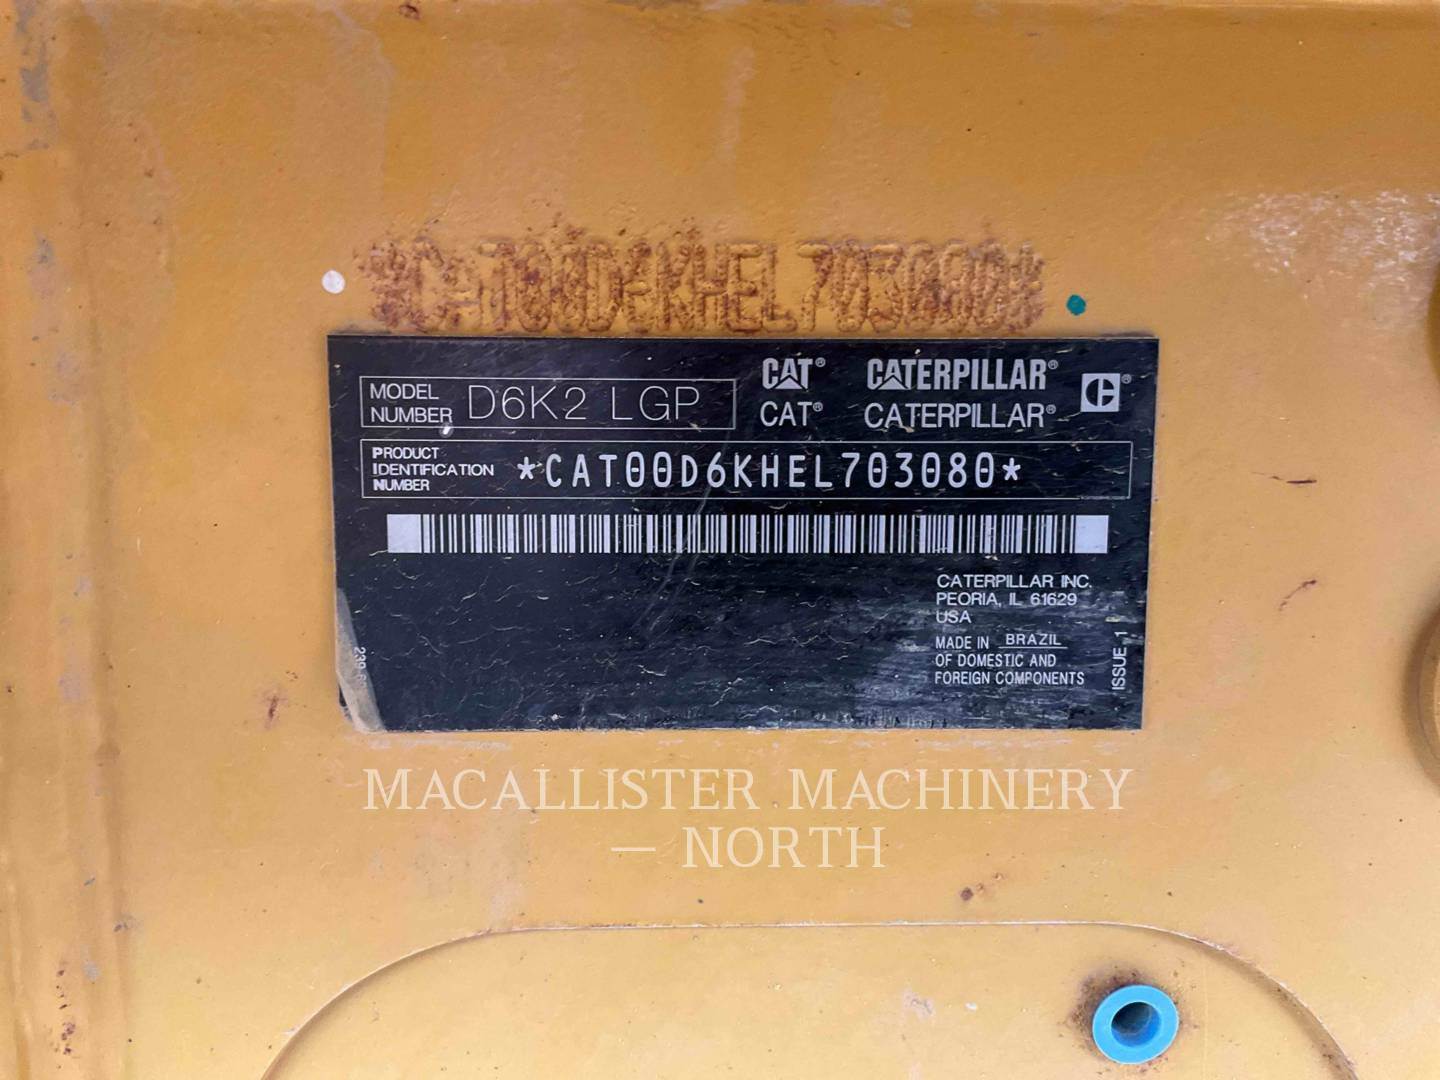 *CAT00D6KHEL703080*
MODEL NUMBER D6K2 LGP
CAT® CATERPILLAR®
CAT® CATERPILLAR®
PRODUCT IDENTIFICATION NUMBER *CAT00D6KHEL703080*
CATERPILLAR INC.
PEORIA, IL 61629
USA
MADE IN BRAZIL
OF DOMESTIC AND
FOREIGN COMPONENTS
ISSUE 1
MACALLISTER MACHINERY
— NORTH